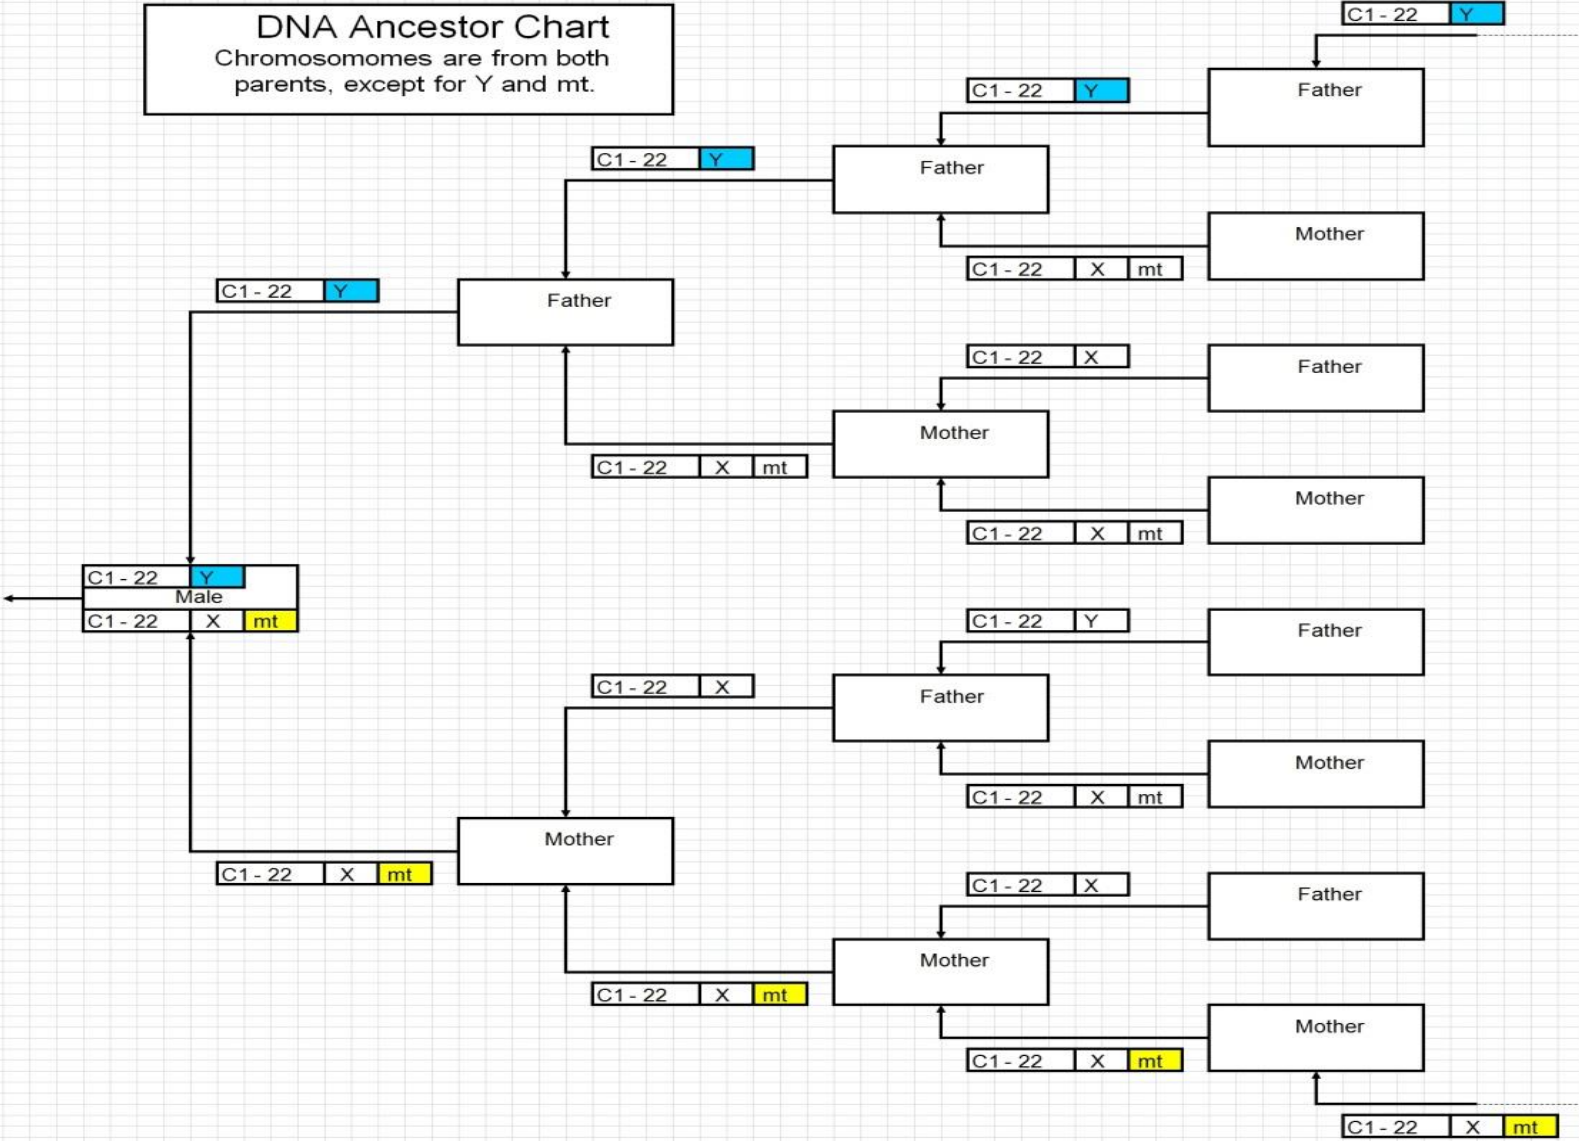 DNA Ancestor Chart
Chromosomomes are from both
parents, except for Y and mt.
C1 - 22 Y
Father
C1 - 22 Y
Father
C1 - 22 Y
Mother
C1 - 22 X mt
Father
C1 - 22 Y
Father
C1 - 22 X
Mother
C1 - 22 X mt
Mother
C1 - 22 X mt
C1 - 22 Y
Male
C1 - 22 X mt
Father
C1 - 22 Y
Father
C1 - 22 X
Mother
C1 - 22 X mt
Mother
C1 - 22 X mt
Father
C1 - 22 X
Mother
C1 - 22 X mt
Mother
C1 - 22 X mt
C1 - 22 X mt